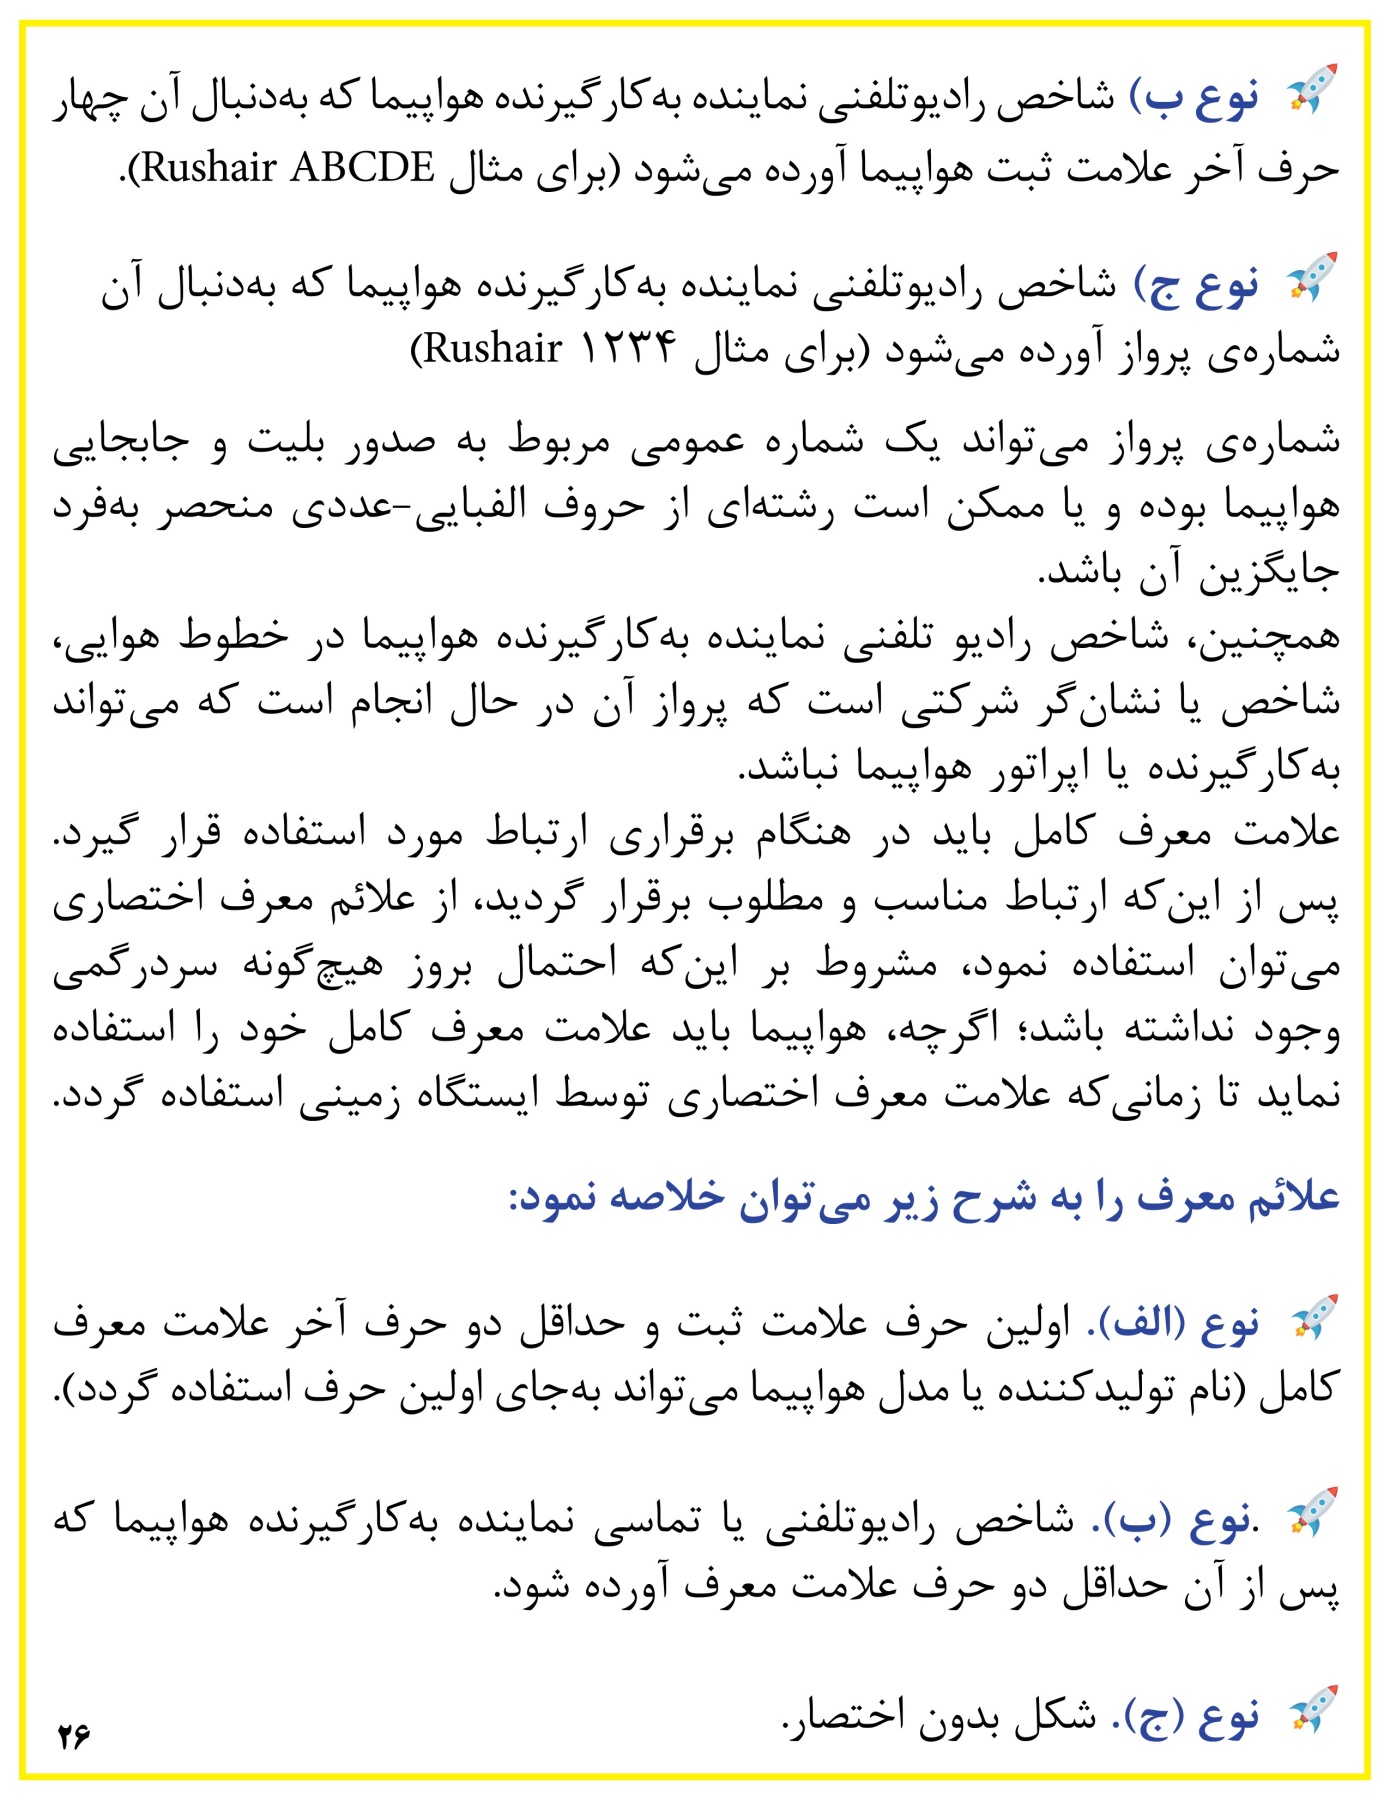 نوع ب) شاخص رادیوتلفنی نماینده به‌کارگیرنده هواپیما که به‌دنبال آن چهار
حرف آخر علامت ثبت هواپیما آورده می‌شود (برای مثال Rushair ABCDE).
نوع ج) شاخص رادیوتلفنی نماینده به‌کارگیرنده هواپیما که به‌دنبال آن
شماره‌ی پرواز آورده می‌شود (برای مثال Rushair ۱۲۳۴)
شماره‌ی پرواز می‌تواند یک شماره عمومی مربوط به صدور بلیت و جابجایی
هواپیما بوده و یا ممکن است رشته‌ای از حروف الفبایی-عددی منحصر به‌فرد
جایگزین آن باشد.
همچنین، شاخص رادیو تلفنی نماینده به‌کارگیرنده هواپیما در خطوط هوایی،
شاخص یا نشان‌گر شرکتی است که پرواز آن در حال انجام است که می‌تواند
به‌کارگیرنده یا اپراتور هواپیما نباشد.
علامت معرف کامل باید در هنگام برقراری ارتباط مورد استفاده قرار گیرد.
پس از این‌که ارتباط مناسب و مطلوب برقرار گردید، از علائم معرف اختصاری
می‌توان استفاده نمود، مشروط بر این‌که احتمال بروز هیچ‌گونه سردرگمی
وجود نداشته باشد؛ اگرچه، هواپیما باید علامت معرف کامل خود را استفاده
نماید تا زمانی‌که علامت معرف اختصاری توسط ایستگاه زمینی استفاده گردد.
علائم معرف را به شرح زیر می‌توان خلاصه نمود:
نوع (الف). اولین حرف علامت ثبت و حداقل دو حرف آخر علامت معرف
کامل (نام تولیدکننده یا مدل هواپیما می‌تواند به‌جای اولین حرف استفاده گردد).
.نوع (ب). شاخص رادیوتلفنی یا تماسی نماینده به‌کارگیرنده هواپیما که
پس از آن حداقل دو حرف علامت معرف آورده شود.
نوع (ج). شکل بدون اختصار.
۲۶